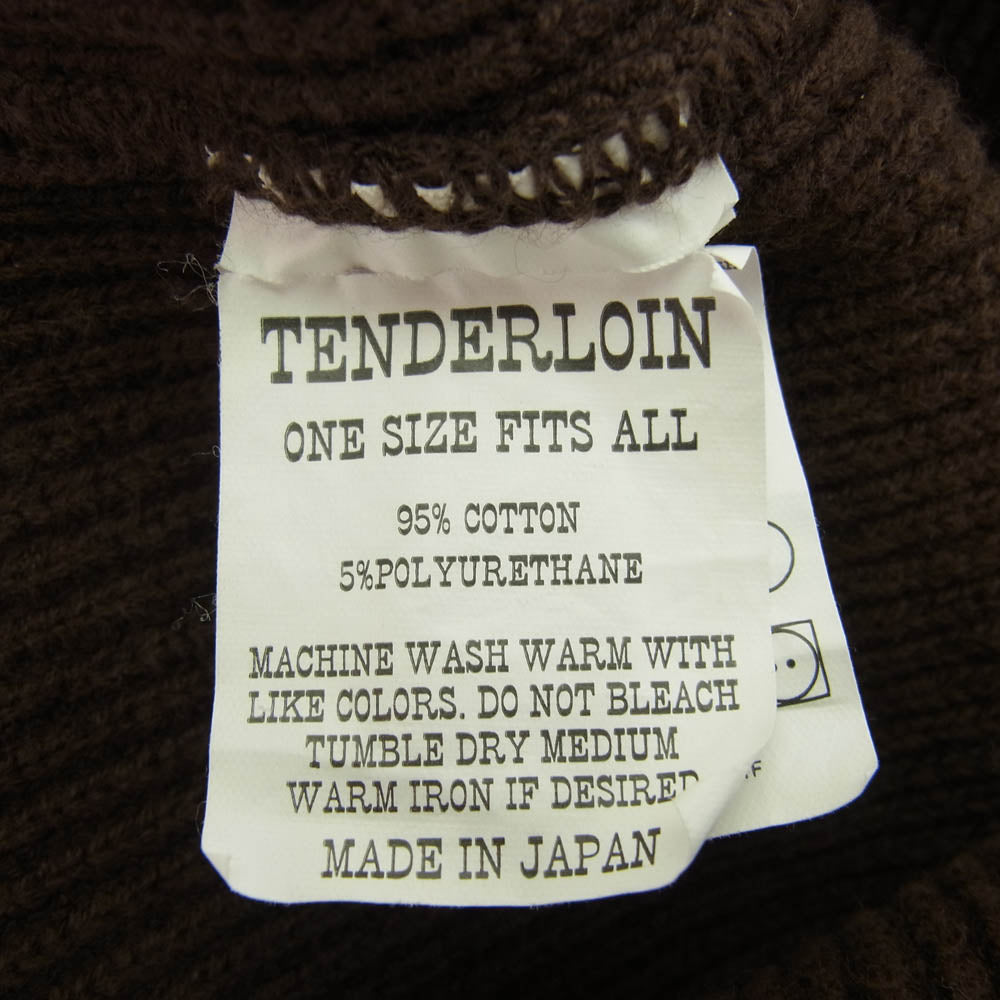 TENDERLOIN
ONE SIZE FITS ALL
95% COTTON
5%POLYURETHANE
MACHINE WASH WARM WITH
LIKE COLORS. DO NOT BLEACH
TUMBLE DRY MEDIUM
WARM IRON IF DESIRED
MADE IN JAPAN